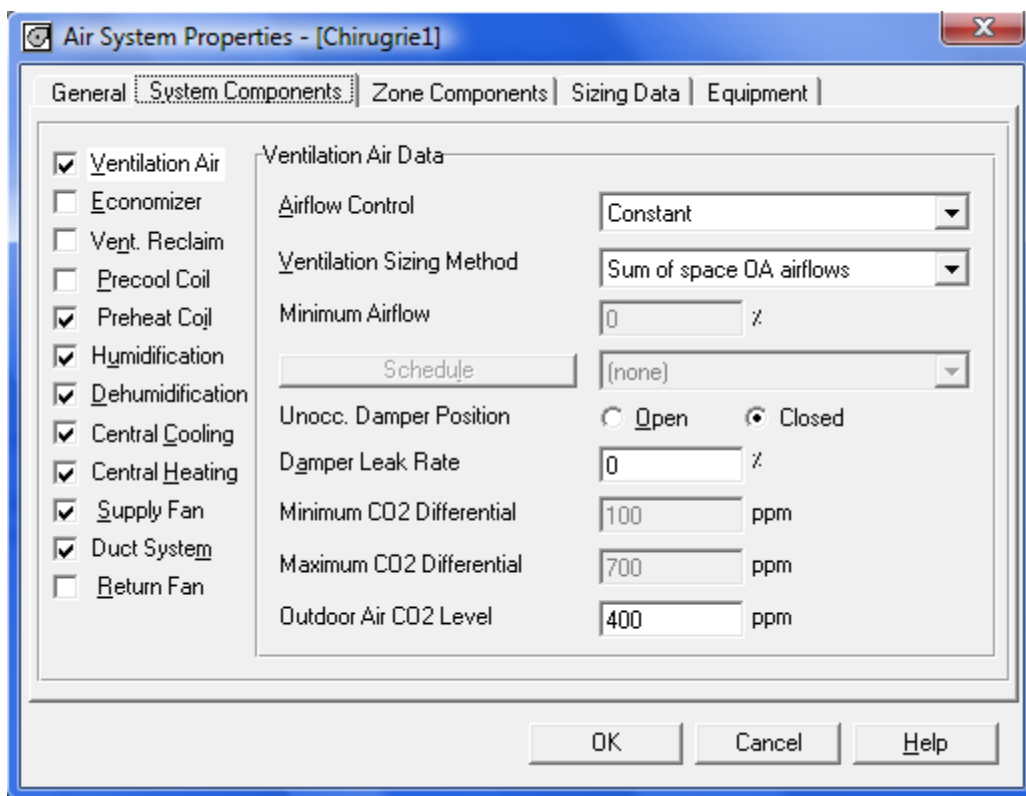 Air System Properties - [Chirugrie1]
General System Components Zone Components Sizing Data Equipment
Ventilation Air
Economizer
Vent. Reclaim
Precool Coil
Preheat Coil
Humidification
Dehumidification
Central Cooling
Central Heating
Supply Fan
Duct System
Return Fan
Ventilation Air Data
Airflow Control Constant
Ventilation Sizing Method Sum of space OA airflows
Minimum Airflow 0 %
Schedule (none)
Unocc. Damper Position Open Closed
Damper Leak Rate 0 %
Minimum CO2 Differential 100 ppm
Maximum CO2 Differential 700 ppm
Outdoor Air CO2 Level 400 ppm
OK Cancel Help